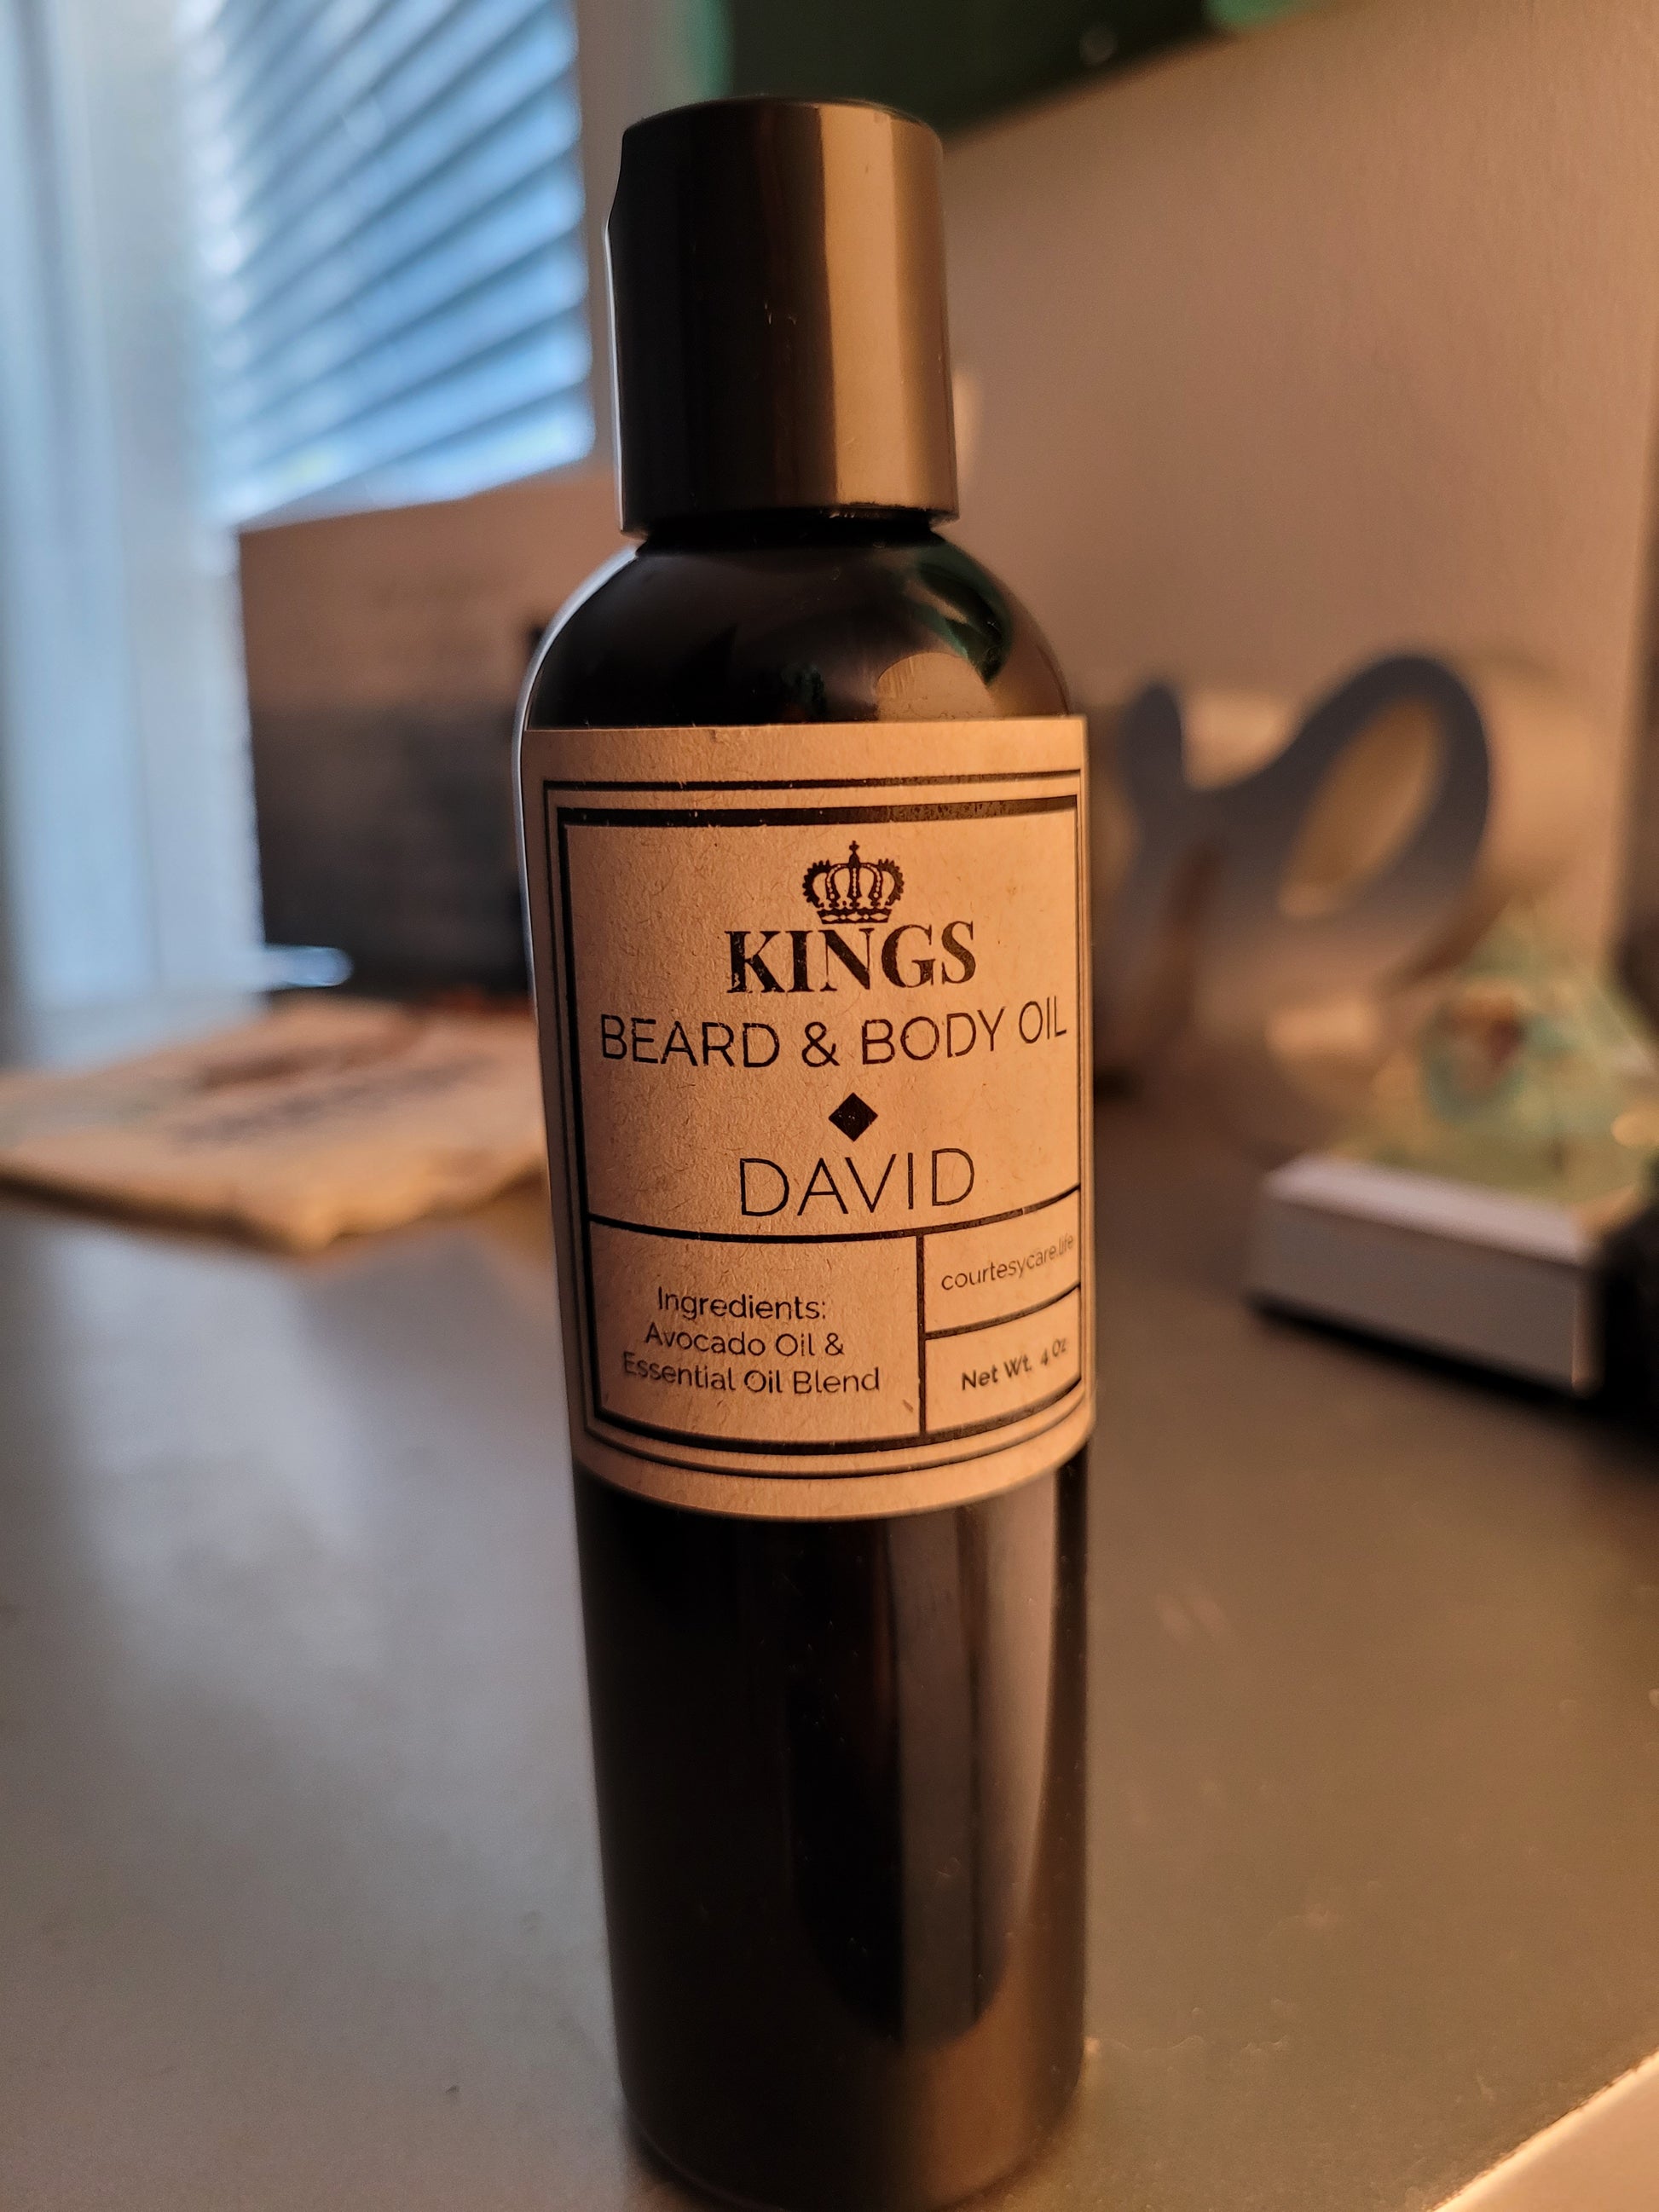 KINGS
BEARD & BODY OIL
DAVID
Ingredients:
Avocado Oil &
Essential Oil Blend
courtesycare.life
Net Wt. 4 Oz